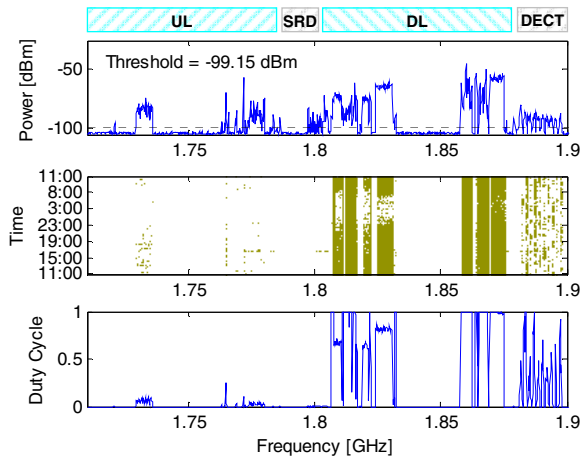 UL SRD DL DECT
Threshold = -99.15 dBm
Power [dBm]
-50
-100
1.75 1.8 1.85 1.9
Time
11:00
8:00
3:00
23:00
19:00
15:00
11:00
1.75 1.8 1.85 1.9
Duty Cycle
1
0.5
0
1.75 1.8 1.85 1.9
Frequency [GHz]